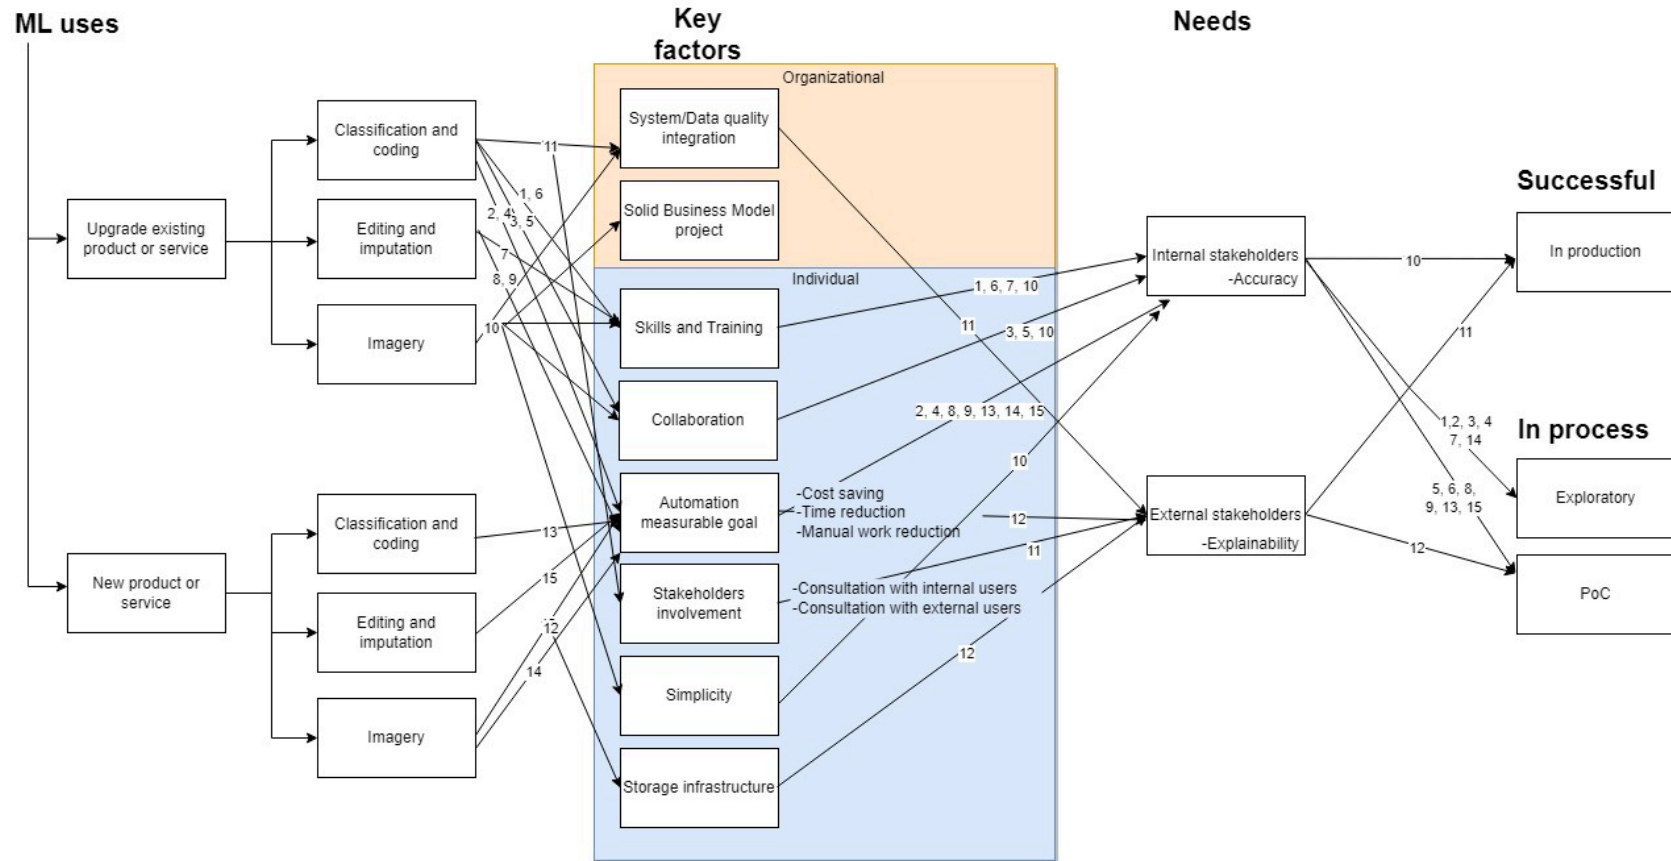 ML uses
Key
factors
Needs
Organizational
System/Data quality
integration
Classification and
coding
11
1, 6
2, 4
3, 5
Solid Business Model
project
Successful
Upgrade existing
product or service
Editing and
imputation
7
8, 9
Individual
Internal stakeholders
-Accuracy
10
In production
1, 6, 7, 10
Imagery
10
Skills and Training
11
3, 5, 10
11
Collaboration
2, 4, 8, 9, 13, 14, 15
1,2, 3, 4
7, 14
In process
10
Automation
measurable goal
-Cost saving
-Time reduction
-Manual work reduction
12
5, 6, 8,
9, 13, 15
Exploratory
Classification and
coding
13
External stakeholders
-Explainability
11
12
New product or
service
15
Stakeholders
involvement
-Consultation with internal users
-Consultation with external users
PoC
Editing and
imputation
12
14
12
Simplicity
Imagery
Storage infrastructure